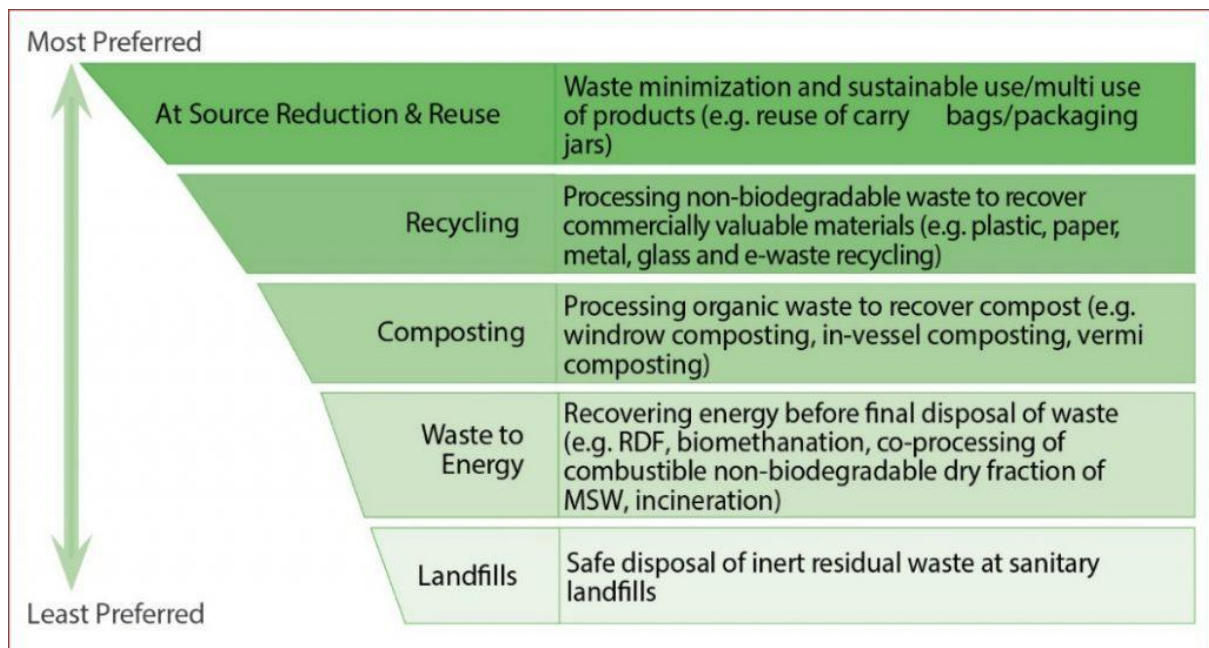 Most Preferred
At Source Reduction & Reuse
Waste minimization and sustainable use/multi use
of products (e.g. reuse of carry bags/packaging
jars)
Recycling
Processing non-biodegradable waste to recover
commercially valuable materials (e.g. plastic, paper,
metal, glass and e-waste recycling)
Composting
Processing organic waste to recover compost (e.g.
windrow composting, in-vessel composting, vermi
composting)
Waste to
Energy
Recovering energy before final disposal of waste
(e.g. RDF, biomethanation, co-processing of
combustible non-biodegradable dry fraction of
MSW, incineration)
Landfills
Safe disposal of inert residual waste at sanitary
landfills
Least Preferred